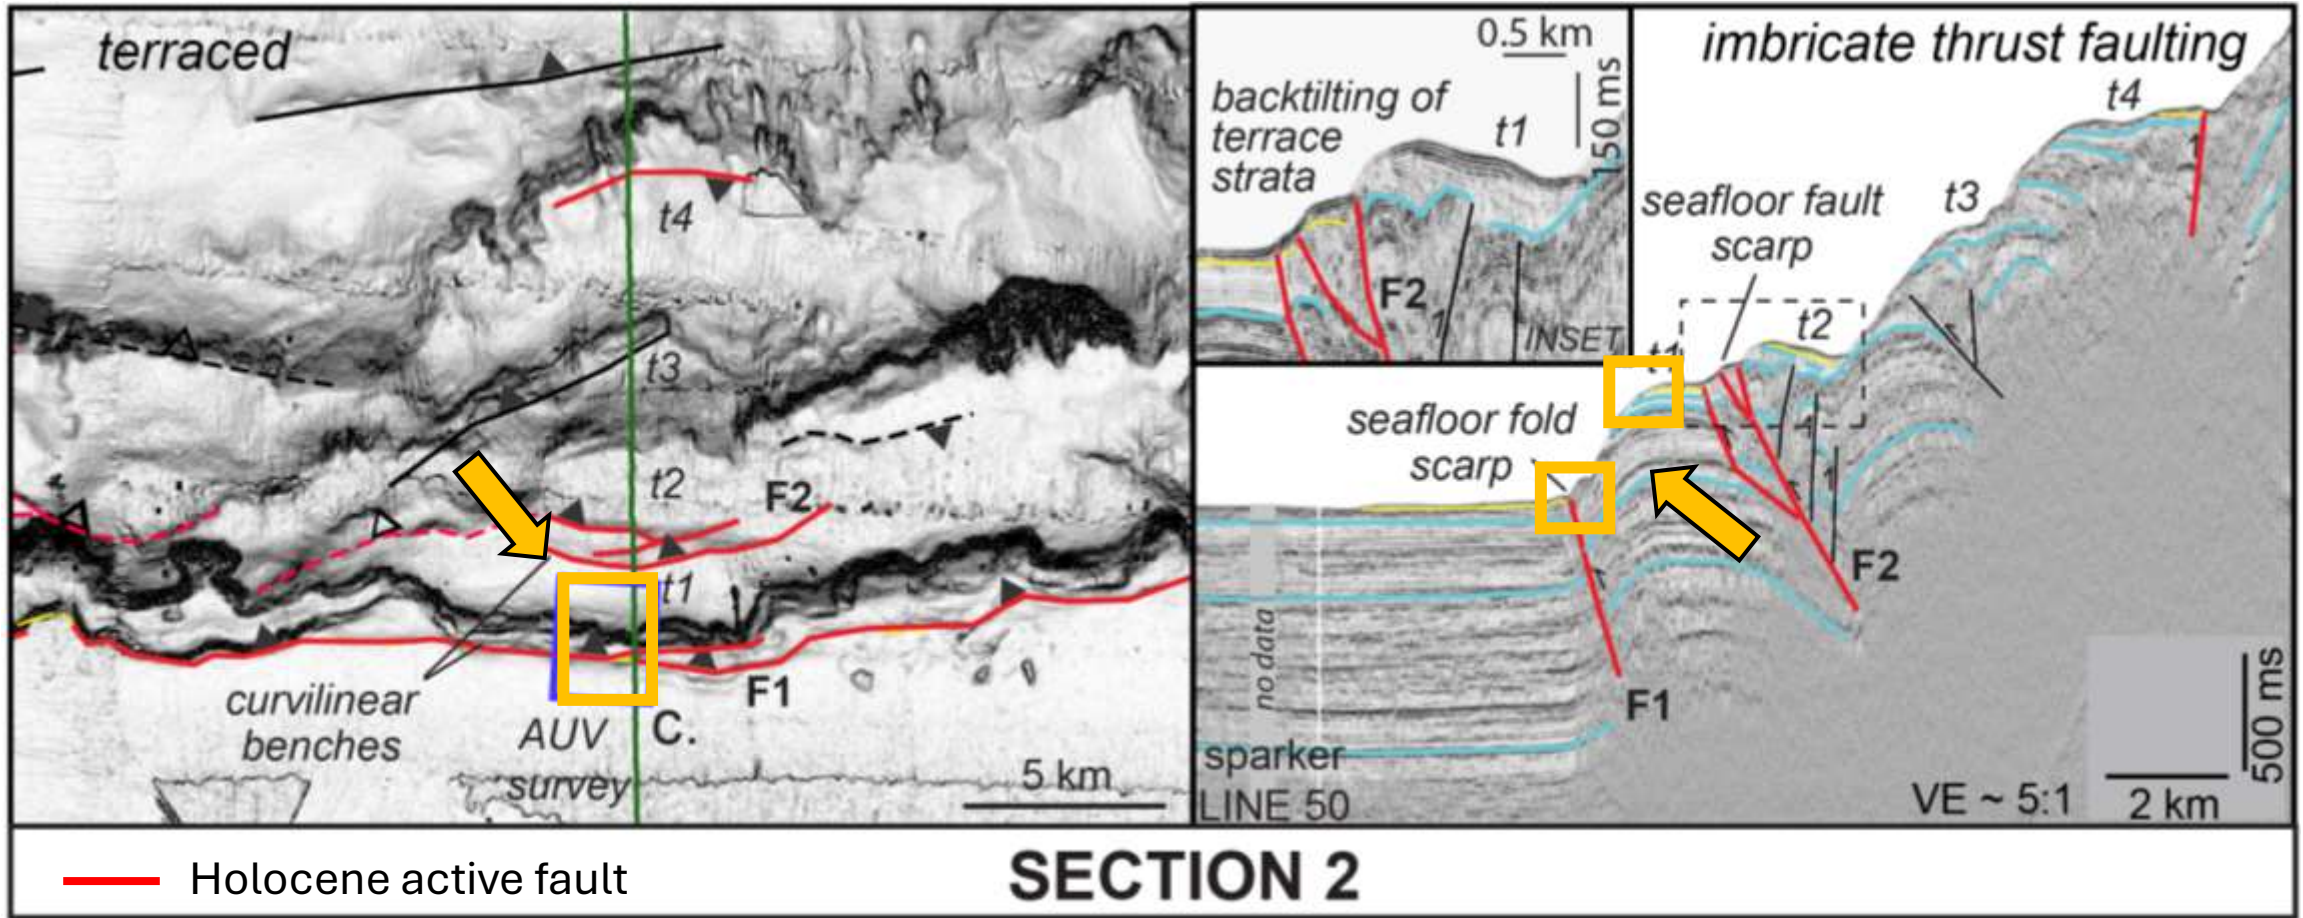 terraced
t4
t3
t2
F2
t1
curvilinear
benches
F1
AUV
survey
C.
5 km
0.5 km
150 ms
backtilting of
terrace
strata
t1
F2
INSET
imbricate thrust faulting
t4
t3
seafloor fault
scarp
t2
t1
seafloor fold
scarp
F2
F1
no data
sparker
LINE 50
VE ~ 5:1
2 km
500 ms
Holocene active fault
SECTION 2